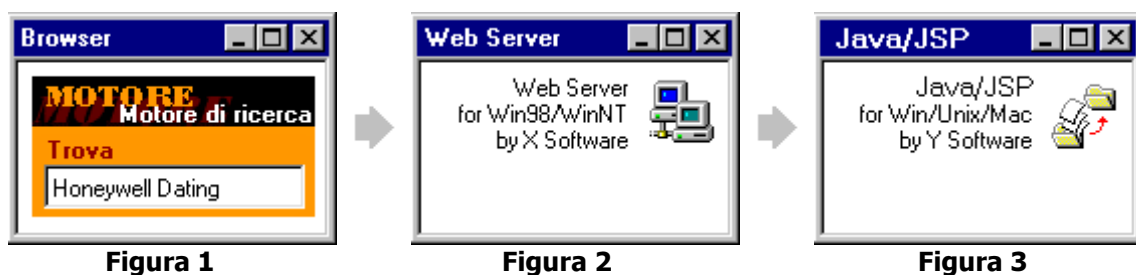 Browser
MOTORE
Motore di ricerca
Trova
Honeywell Dating
Figura 1
Web Server
Web Server
for Win98/WinNT
by X Software
Figura 2
Java/JSP
Java/JSP
for Win/Unix/Mac
by Y Software
Figura 3